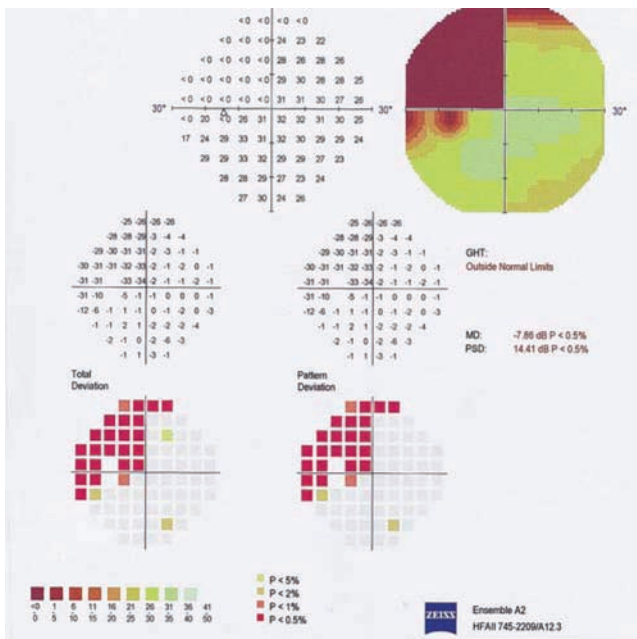 <0 <0 <0 <0
<0 <0 <0 24 23 22
<0 <0 <0 <0 26 28 26
<0 <0 <0 <0 <0 29 30 28 28 25
<0 <0 <0 <0 <0 31 31 30 27 26
30° 30° 30° 30°
<0 20 <0 26 31 32 32 31 26 25
17 24 29 33 31 32 30 29 24
29 33 32 29 29 27 23
28 28 29 27 23 24
27 30 24 26
-25 -26 -26 -26 -25 -26 -26 -26
-28 -28 -29 -3 -4 -4 -28 -28 -29 -3 -4 -4
-29 -30 -31 -31 -2 -3 -1 -1 -29 -30 -31 -31 -2 -3 -1 -1
-30 -31 -31 -32 -33 -2 -1 -2 0 -1 -30 -31 -31 -32 -33 -2 -1 -2 0 -1
-31 -31 -33 -34 -2 -1 -1 -2 -1 -31 -31 -33 -34 -2 -1 -1 -2 -1
-31 -10 -5 -1 -1 0 0 -1 -31 -10 -5 -1 -1 0 0 -1
-12 -6 -1 1 -1 0 -1 -1 -12 -6 -1 1 -1 0 -1 -1
-1 -1 2 1 -2 -2 -2 -4 -1 -1 2 1 -2 -2 -2 -4
-2 -1 0 -2 -6 -3 -2 -1 0 -2 -6 -3
-1 1 -3 -1 -1 1 -3 -1
GHT:
Outside Normal Limits
MD: -7.86 dB P < 0.5%
PSD: 14.41 dB P < 0.5%
Total
Deviation
Pattern
Deviation
P < 5%
P < 2%
P < 1%
P < 0.5%
<0 1 6 11 16 21 26 31 36 41
0 5 10 15 20 25 30 35 40 50
ZEISS
Ensemble A2
HFAII 745-2209/A12.3